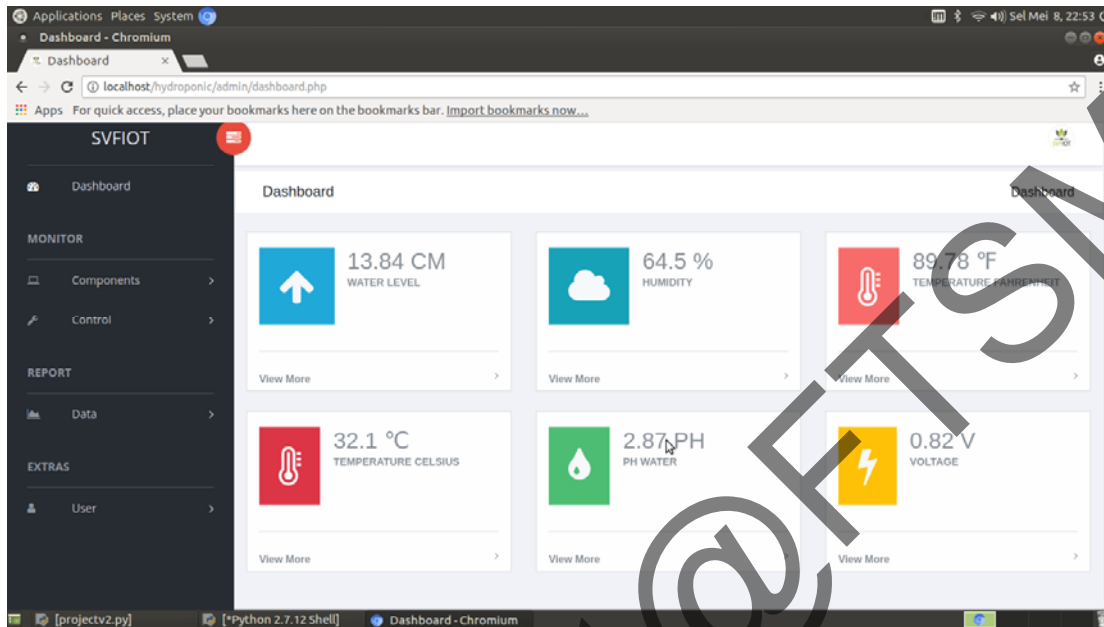 Applications Places System
Sel Mei 8, 22:53
Dashboard - Chromium
Dashboard ×
localhost/hydroponic/admin/dashboard.php
Apps For quick access, place your bookmarks here on the bookmarks bar. Import bookmarks now...
SVFIOT
SVFIOT
Dashboard
Dashboard
Dashboard
MONITOR
Components
Control
REPORT
Data
EXTRAS
User
13.84 CM
WATER LEVEL
View More
64.5 %
HUMIDITY
View More
89.78 °F
TEMPERATURE FAHRENHEIT
View More
32.1 °C
TEMPERATURE CELSIUS
View More
2.87 PH
PH WATER
View More
0.82 V
VOLTAGE
View More
@FTSM
[projectv2.py]
[*Python 2.7.12 Shell]
Dashboard - Chromium